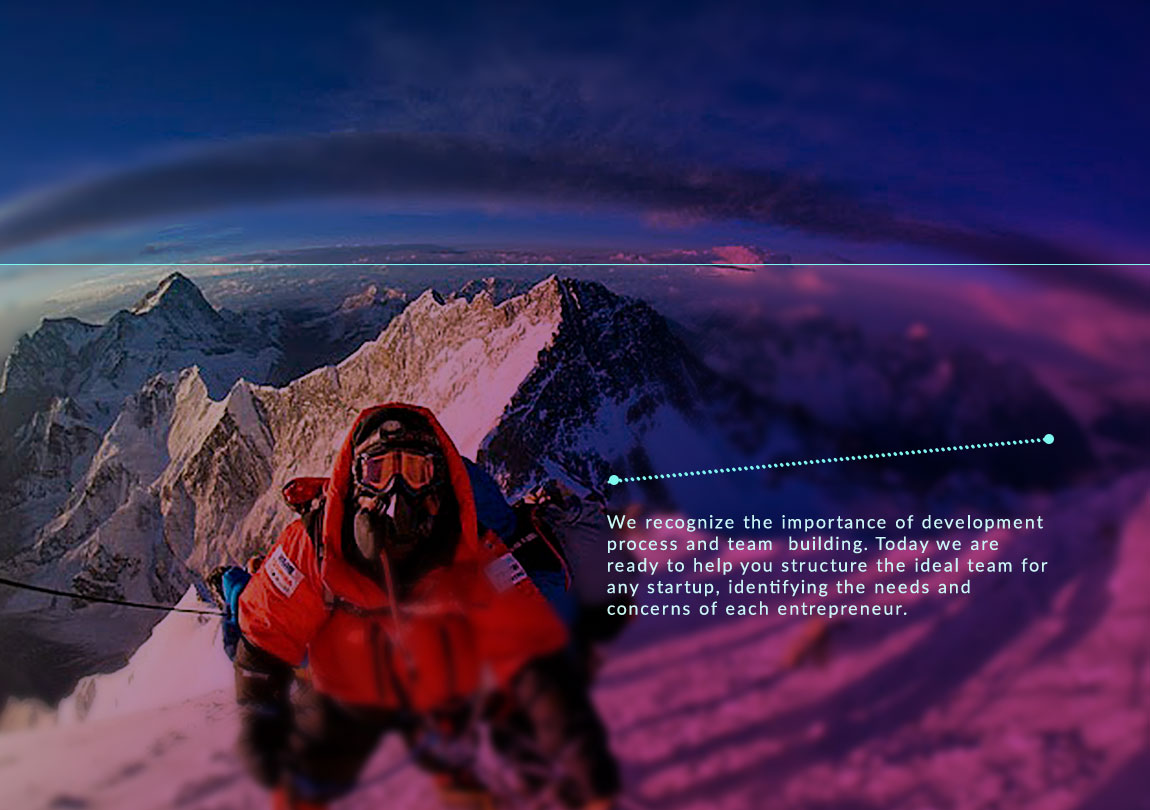 We recognize the importance of development
process and team  building. Today we are
ready to help you structure the ideal team for
any startup, identifying the needs and
concerns of each entrepreneur.